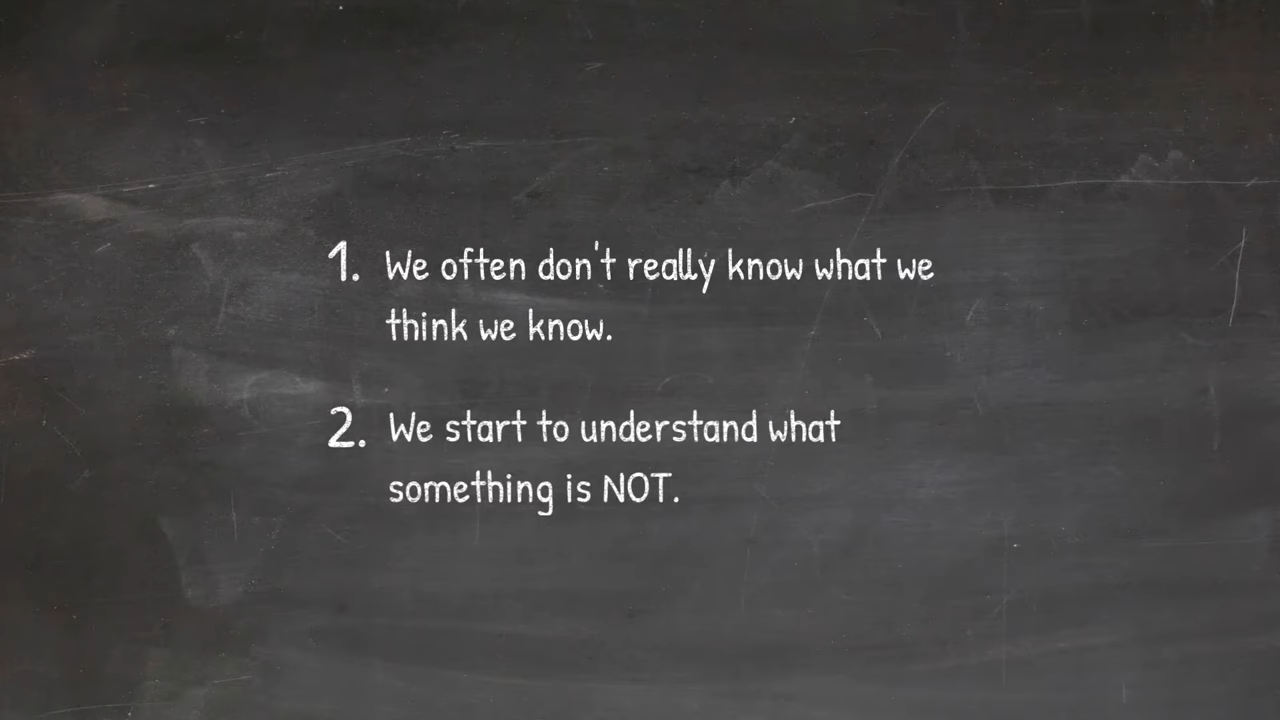 1. We often don't really know what we
think we know.
2. We start to understand what
something is NOT.